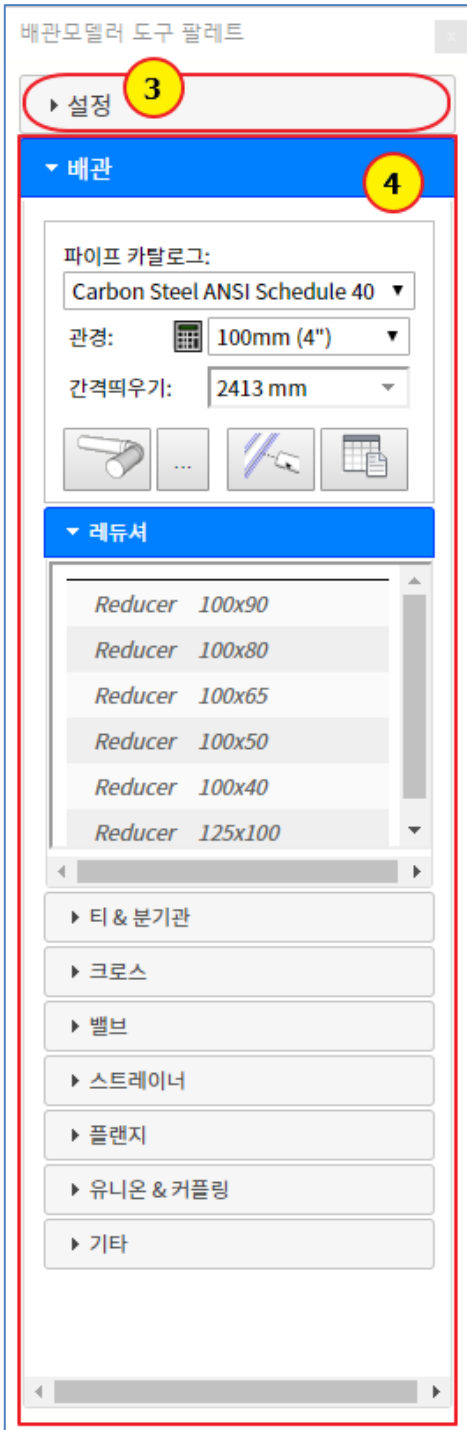 배관모델러 도구 팔레트 x
설정 3
배관 4
파이프 카탈로그:
Carbon Steel ANSI Schedule 40
관경: 100mm (4")
간격띄우기: 2413 mm
...
레듀셔
Reducer 100x90
Reducer 100x80
Reducer 100x65
Reducer 100x50
Reducer 100x40
Reducer 125x100
티 & 분기관
크로스
밸브
스트레이너
플랜지
유니온 & 커플링
기타